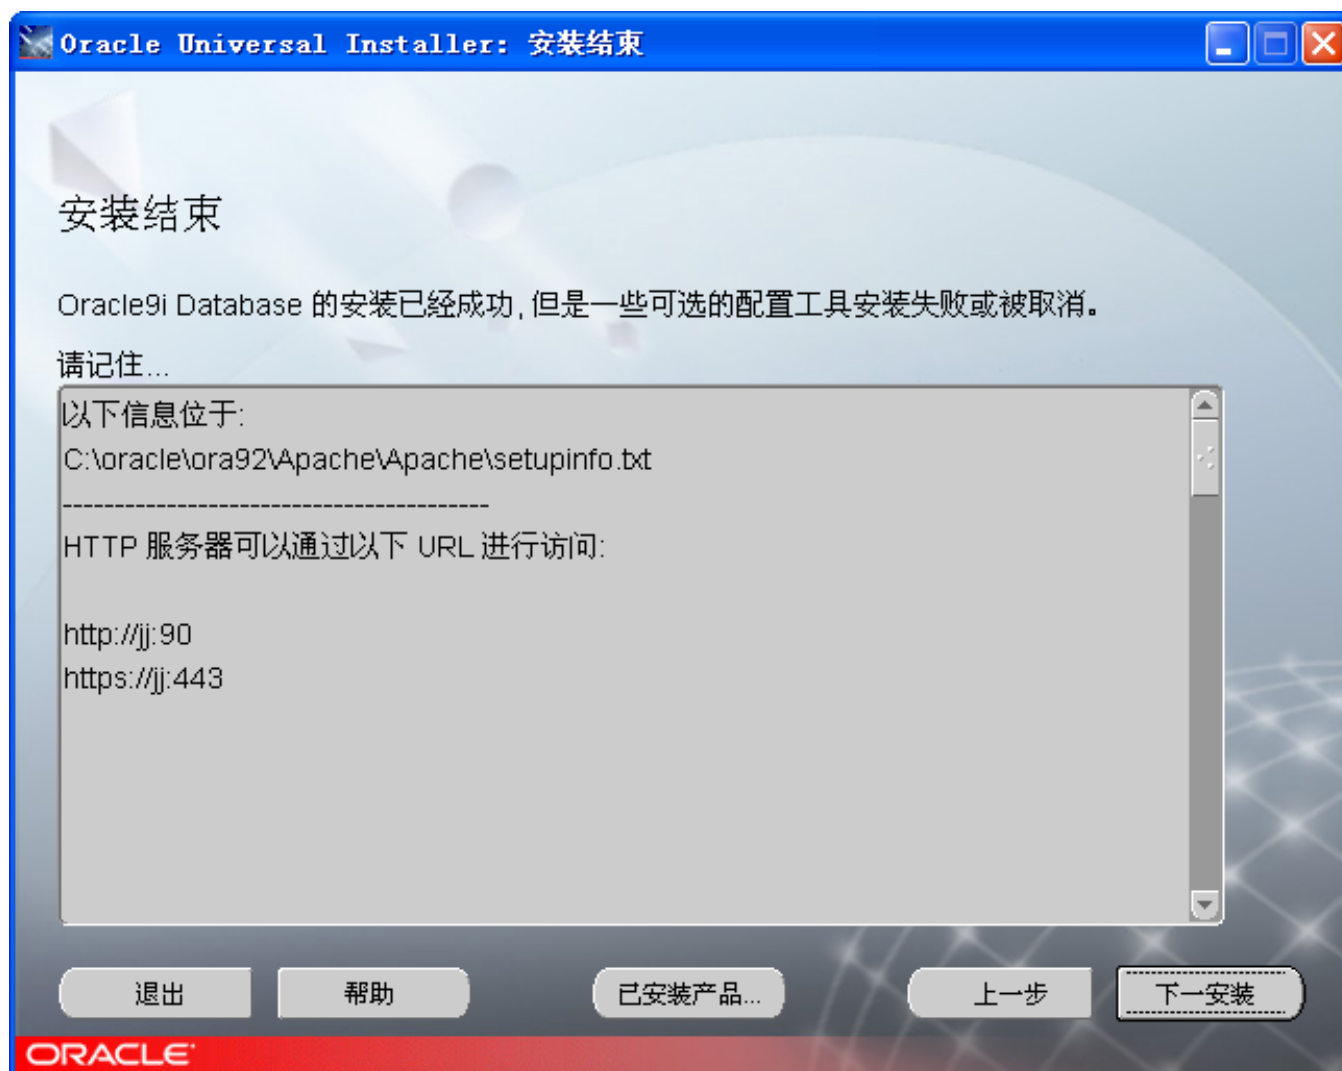 Oracle Universal Installer: 安装结束
安装结束
Oracle9i Database 的安装已经成功, 但是一些可选的配置工具安装失败或被取消。
请记住...
以下信息位于:
C:\oracle\ora92\Apache\Apache\setupinfo.txt
-----------------------------------------
HTTP 服务器可以通过以下 URL 进行访问:
http://jj:90
https://jj:443
退出 帮助 已安装产品... 上一步 下一安装
ORACLE